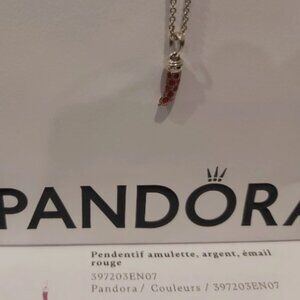 PANDORA
Pendentif amulette, argent, émail
rouge
397203EN07
Pandora / Couleurs / 397203EN07